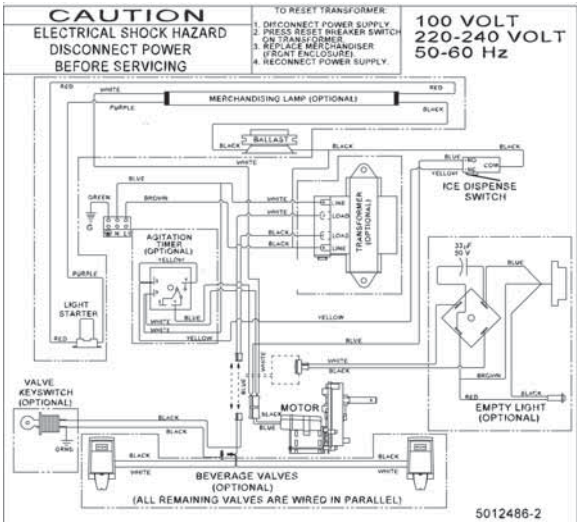 CAUTION
ELECTRICAL SHOCK HAZARD
DISCONNECT POWER
BEFORE SERVICING
TO RESET TRANSFORMER:
1. DISCONNECT POWER SUPPLY
2. PRESS RESET BREAKER SWITCH
ON TRANSFORMER.
3. REPLACE MERCHANDISER
(FRONT ENCLOSURE).
4. RECONNECT POWER SUPPLY.
100 VOLT
220-240 VOLT
50-60 Hz
RED
WHITE
RED
MERCHANDISING LAMP (OPTIONAL)
PURPLE
BLACK
BALLAST
BLACK
BLACK
BLUE
NO
COM
YELLOW
ICE DISPENSE
SWITCH
BLUE
GREEN
BROWN
WHITE
WHITE
BLACK
BLACK
LINE
LOAD
LOAD
LINE
TRANSFORMER
(OPTIONAL)
AGITATION
TIMER
(OPTIONAL)
YELLOW
BLUE
WHITE
WHITE
YELLOW
YELLOW
PURPLE
LIGHT
STARTER
RED
33µF
50 V
BLUE
BROWN
RED
BLACK
EMPTY LIGHT
(OPTIONAL)
BLUE
WHITE
BLUE
WHITE
BLACK
VALVE
KEYSWITCH
(OPTIONAL)
BLACK
BLACK
GRND
BLACK
BLUE
MOTOR
BLACK
WHITE
BLACK
WHITE
BEVERAGE VALVES
(OPTIONAL)
(ALL REMAINING VALVES ARE WIRED IN PARALLEL)
5012486-2